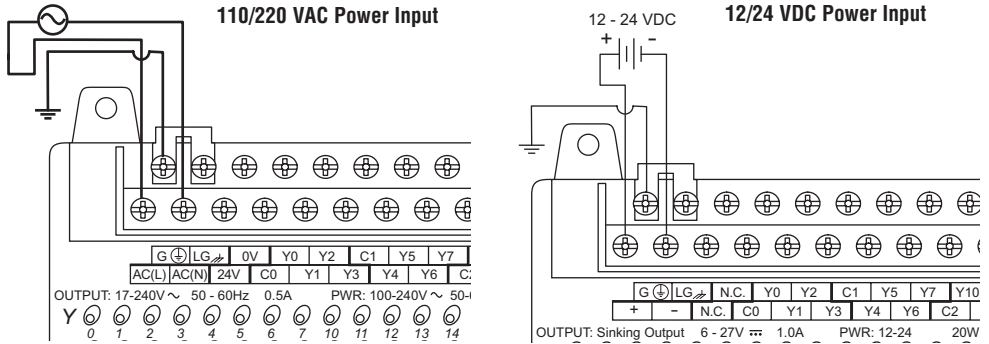 110/220 VAC Power Input
G LG 0V Y0 Y2 C1 Y5 Y7
AC(L) AC(N) 24V C0 Y1 Y3 Y4 Y6
OUTPUT: 17-240V ~ 50 - 60Hz 0.5A PWR: 100-240V ~
Y
0 1 2 3 4 5 6 7 10 11 12 13 14
12/24 VDC Power Input
12 - 24 VDC
+ -
G LG N.C. Y0 Y2 C1 Y5 Y7 Y10
+ - N.C. C0 Y1 Y3 Y4 Y6 C2
OUTPUT: Sinking Output 6 - 27V ⎓ 1.0A PWR: 12-24 20W